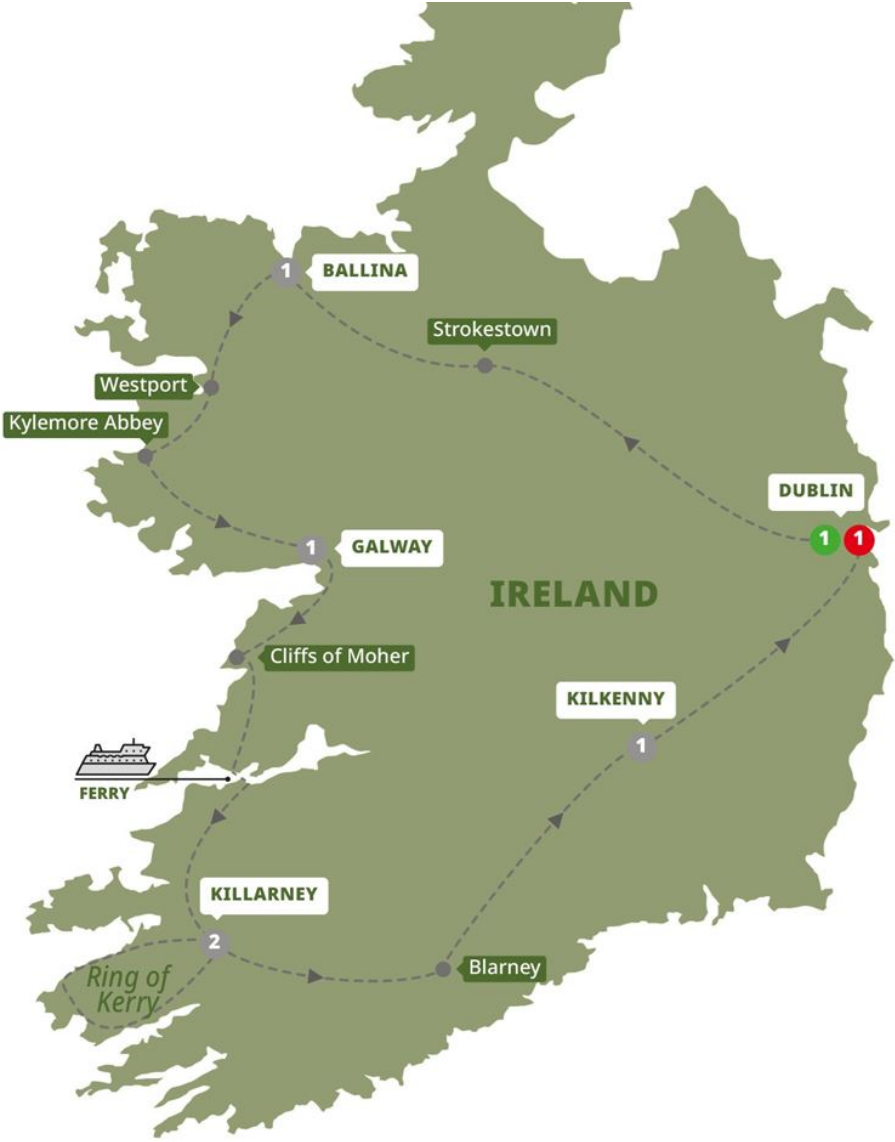 1
BALLINA
Strokestown
Westport
Kylemore Abbey
DUBLIN
1
1
1
GALWAY
IRELAND
Cliffs of Moher
KILKENNY
1
FERRY
KILLARNEY
2
Blarney
Ring of
Kerry